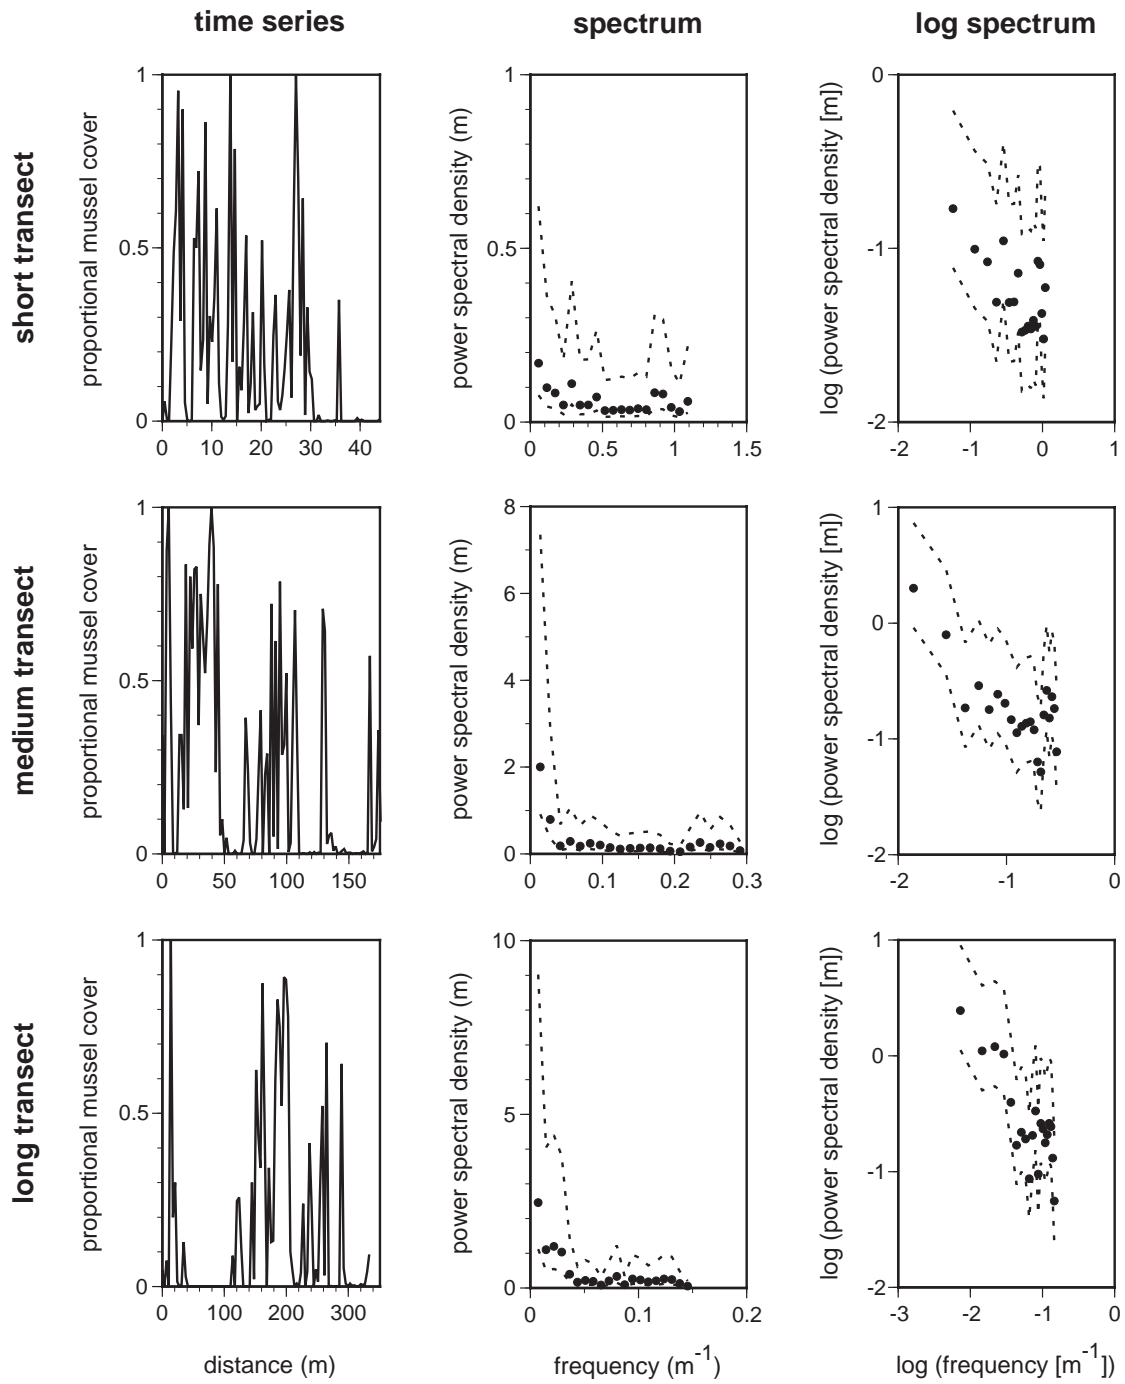 time series
spectrum
log spectrum
short transect
proportional mussel cover
1
0.5
0
0 10 20 30 40
power spectral density (m)
1
0.5
0
0 0.5 1 1.5
log (power spectral density [m])
0
-1
-2
-2 -1 0 1
medium transect
proportional mussel cover
1
0.5
0
0 50 100 150
power spectral density (m)
8
6
4
2
0
0 0.1 0.2 0.3
log (power spectral density [m])
1
0
-1
-2
-2 -1 0
long transect
proportional mussel cover
1
0.5
0
0 100 200 300
distance (m)
power spectral density (m)
10
5
0
0 0.1 0.2
frequency (m-1)
log (power spectral density [m])
1
0
-1
-2
-3 -2 -1 0
log (frequency [m-1])